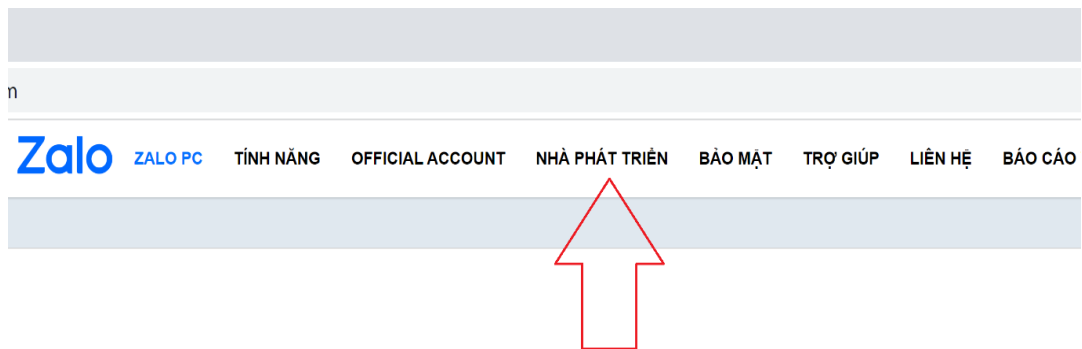 m
Zalo ZALO PC TÍNH NĂNG OFFICIAL ACCOUNT NHÀ PHÁT TRIỂN BẢO MẬT TRỢ GIÚP LIÊN HỆ BÁO CÁO